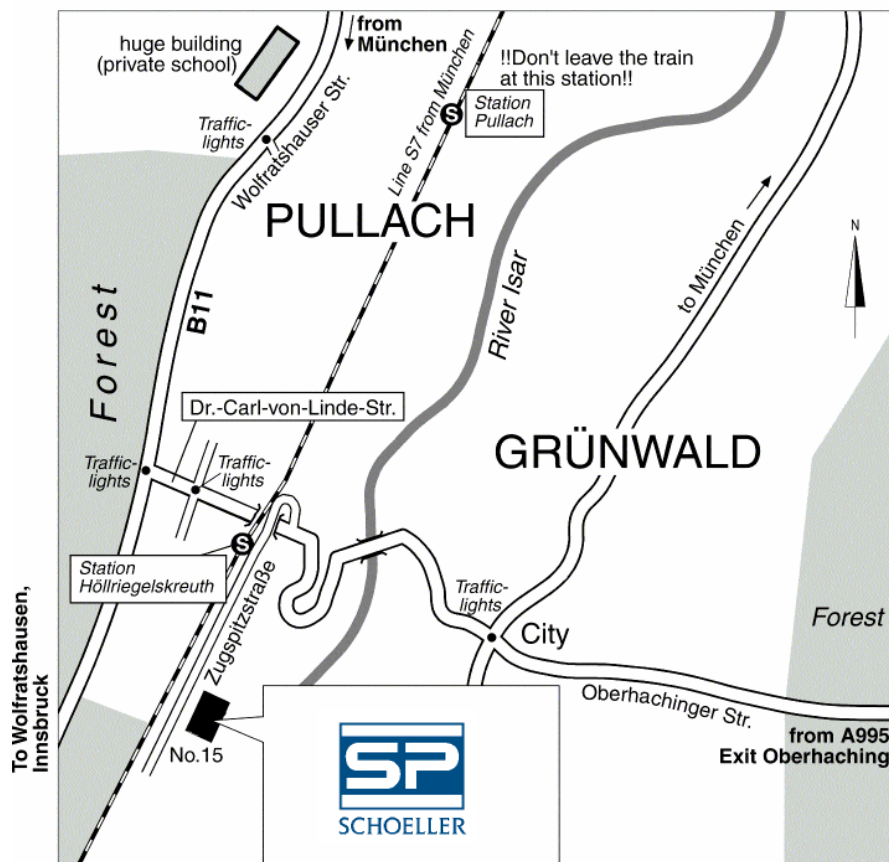 huge building
(private school)
from
München
!!Don't leave the train
at this station!!
Station
Pullach
Line S7 from München
Traffic-
lights
Wolfratshauser Str.
S
PULLACH
N
to München
River Isar
Forest
B11
Dr.-Carl-von-Linde-Str.
GRÜNWALD
Traffic-
lights
Traffic-
lights
S
Station
Höllriegelskreuth
Traffic-
lights
City
Forest
Zugspitzstraße
Oberhachinger Str.
To Wolfratshausen,
Innsbruck
No.15
from A995
Exit Oberhaching
SP
SCHOELLER